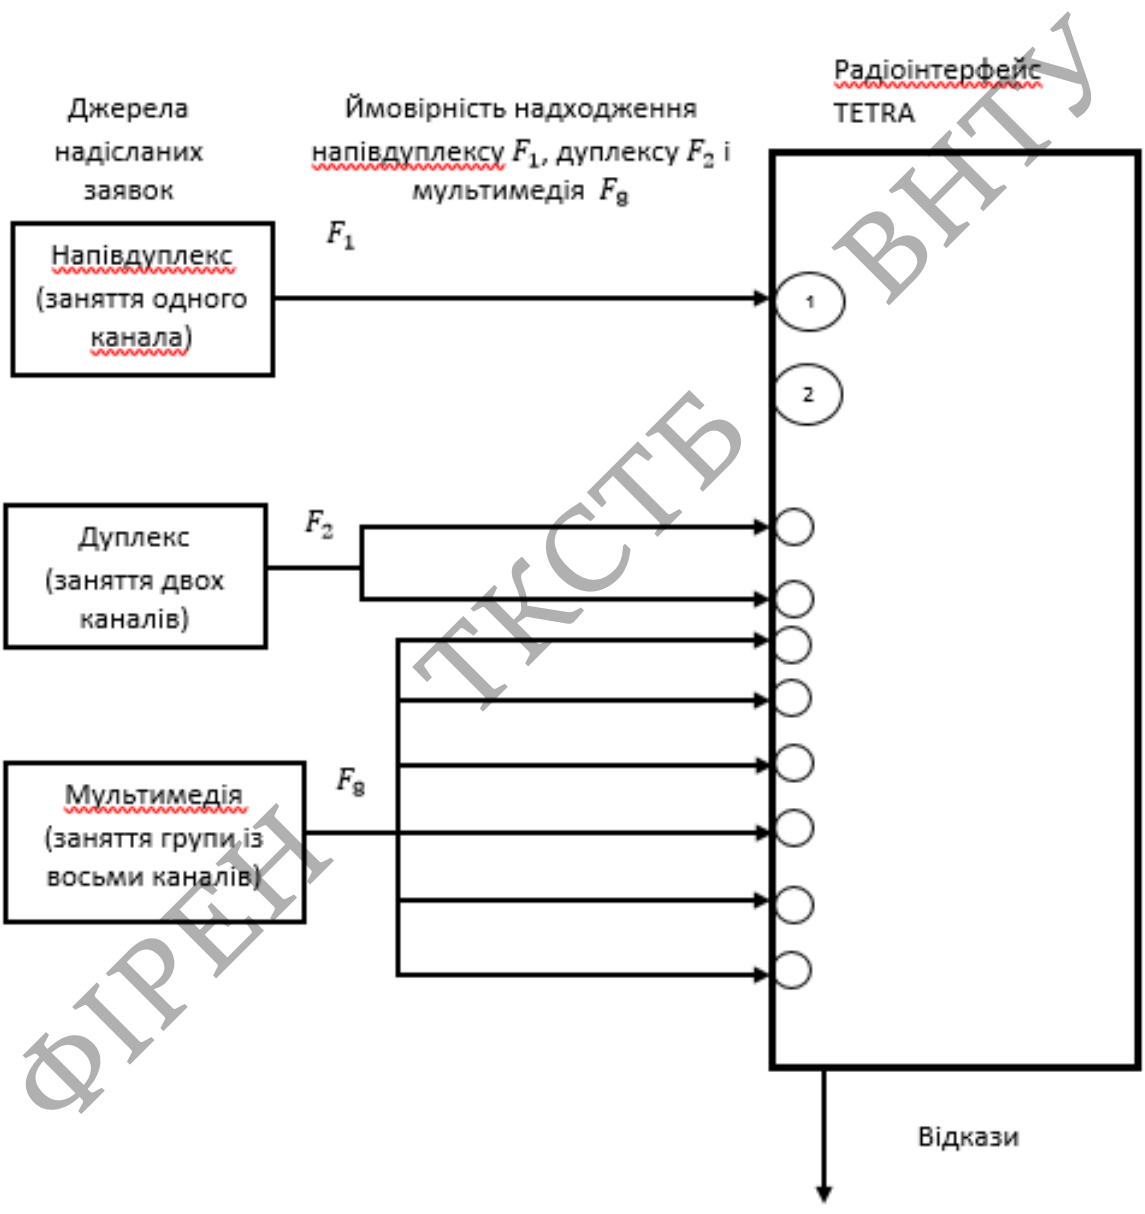 Джерела
надісланих
заявок
Ймовірність надходження
напівдуплексу F₁, дуплексу F₂ і
мультимедія F₈
Радіоінтерфейс
TETRA
Напівдуплекс
(заняття одного
канала)
F₁
1
2
Дуплекс
(заняття двох
каналів)
F₂
Мультимедія
(заняття групи із
восьми каналів)
F₈
Відкази
ФІРЕН ТКСТБ ВНТУ